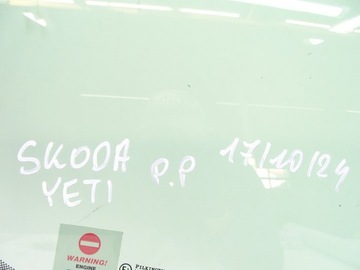 SKODA P.P 17/10/24
YETI
WARNING!
ENGINE